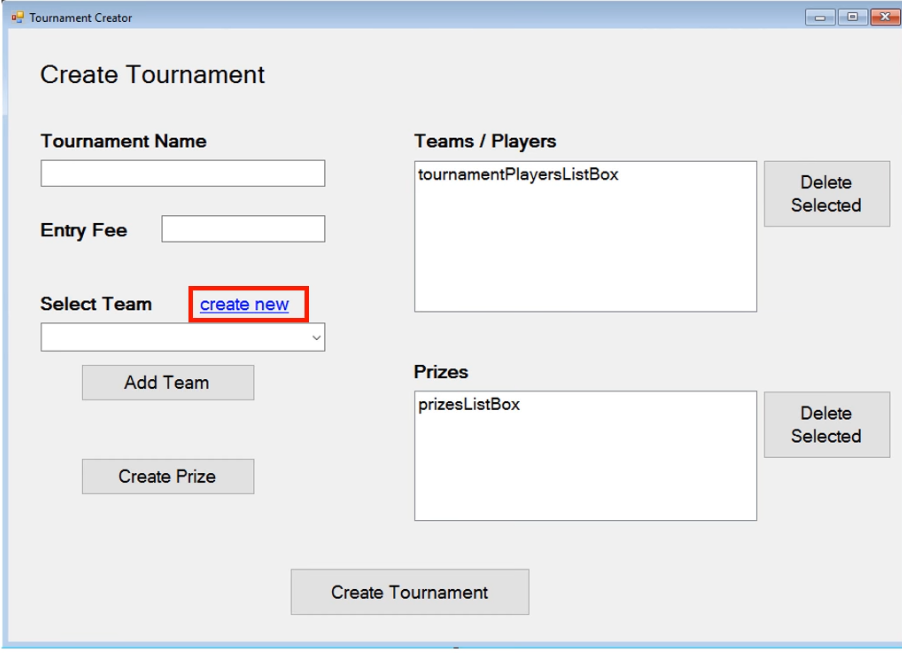 Tournament Creator
Create Tournament
Tournament Name
Entry Fee
Select Team create new
Add Team
Create Prize
Teams / Players
tournamentPlayersListBox
Delete
Selected
Prizes
prizesListBox
Delete
Selected
Create Tournament